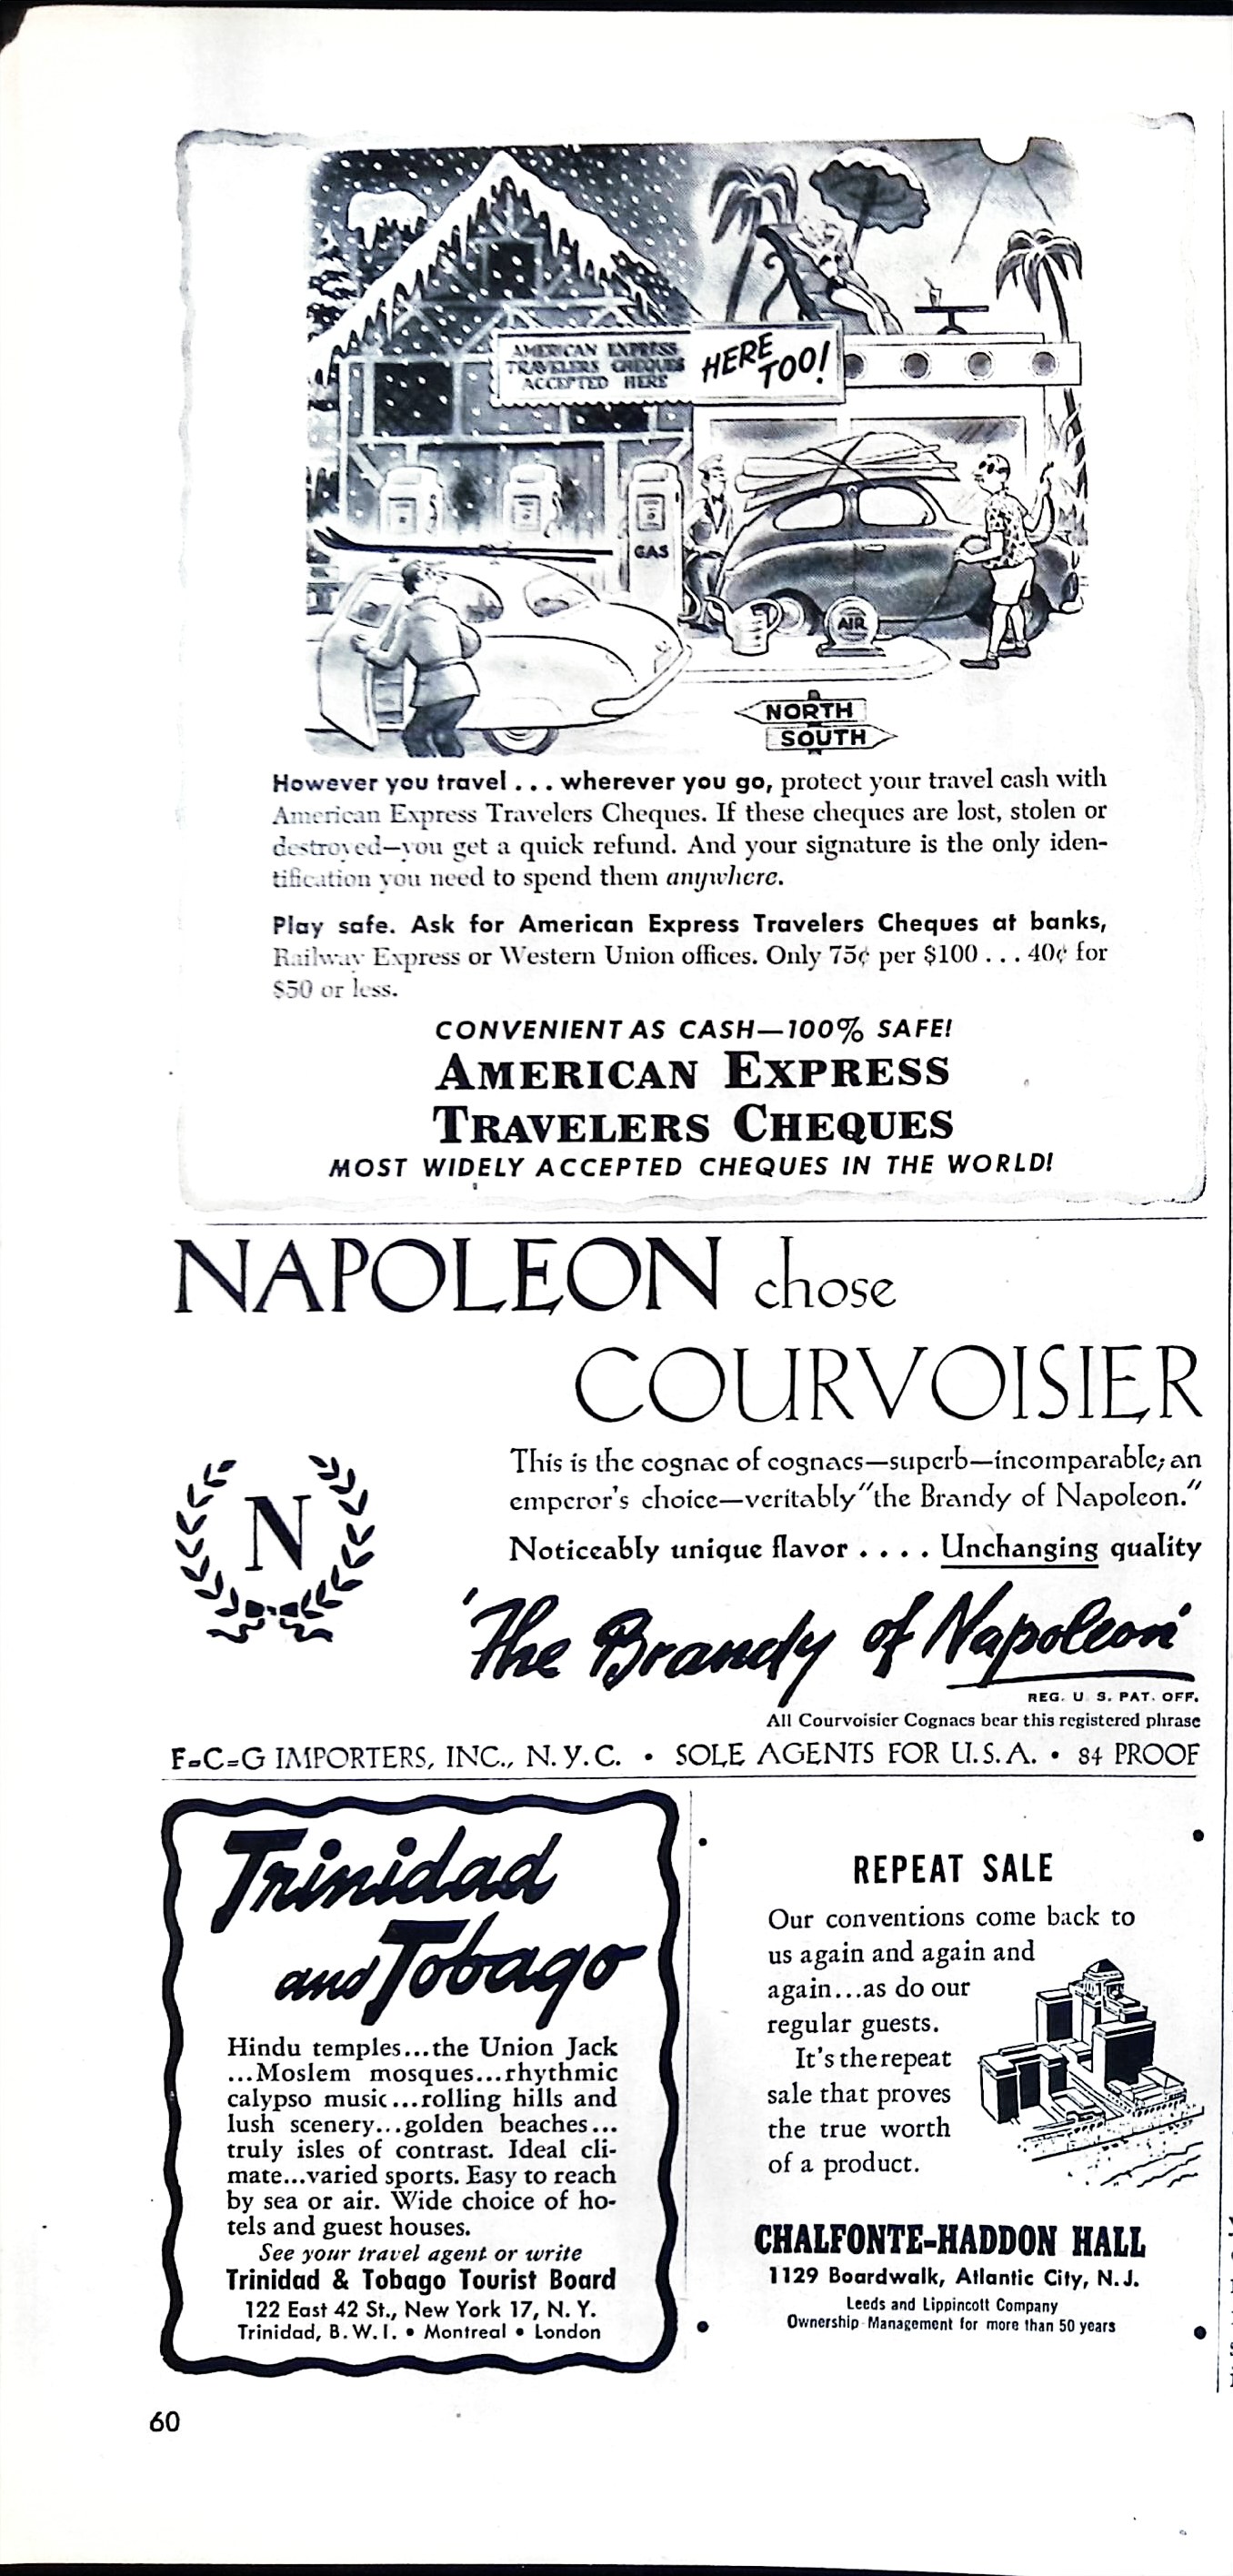 AMERICAN EXPRESS
TRAVELERS CHEQUES
ACCEPTED HERE
HERE
TOO!
GAS
AIR
NORTH
SOUTH
However you travel . . . wherever you go, protect your travel cash with
American Express Travelers Cheques. If these cheques are lost, stolen or
destroyed—you get a quick refund. And your signature is the only iden-
tification you need to spend them anywhere.
Play safe. Ask for American Express Travelers Cheques at banks,
Railway Express or Western Union offices. Only 75¢ per $100 . . . 40¢ for
$50 or less.
CONVENIENT AS CASH—100% SAFE!
AMERICAN EXPRESS
TRAVELERS CHEQUES
MOST WIDELY ACCEPTED CHEQUES IN THE WORLD!
NAPOLEON chose
COURVOISIER
This is the cognac of cognacs—superb—incomparable; an
emperor's choice—veritably "the Brandy of Napoleon."
Noticeably unique flavor . . . . Unchanging quality
N
'The Brandy of Napoleon'
REG. U. S. PAT. OFF.
All Courvoisier Cognacs bear this registered phrase
F-C-G IMPORTERS, INC., N.Y.C. • SOLE AGENTS FOR U.S.A. • 84 PROOF
Trinidad
and Tobago
Hindu temples...the Union Jack
...Moslem mosques...rhythmic
calypso music...rolling hills and
lush scenery...golden beaches...
truly isles of contrast. Ideal cli-
mate...varied sports. Easy to reach
by sea or air. Wide choice of ho-
tels and guest houses.
See your travel agent or write
Trinidad & Tobago Tourist Board
122 East 42 St., New York 17, N. Y.
Trinidad, B.W.I. • Montreal • London
REPEAT SALE
Our conventions come back to
us again and again and
again...as do our
regular guests.
It's the repeat
sale that proves
the true worth
of a product.
CHALFONTE-HADDON HALL
1129 Boardwalk, Atlantic City, N.J.
Leeds and Lippincott Company
Ownership-Management for more than 50 years
60